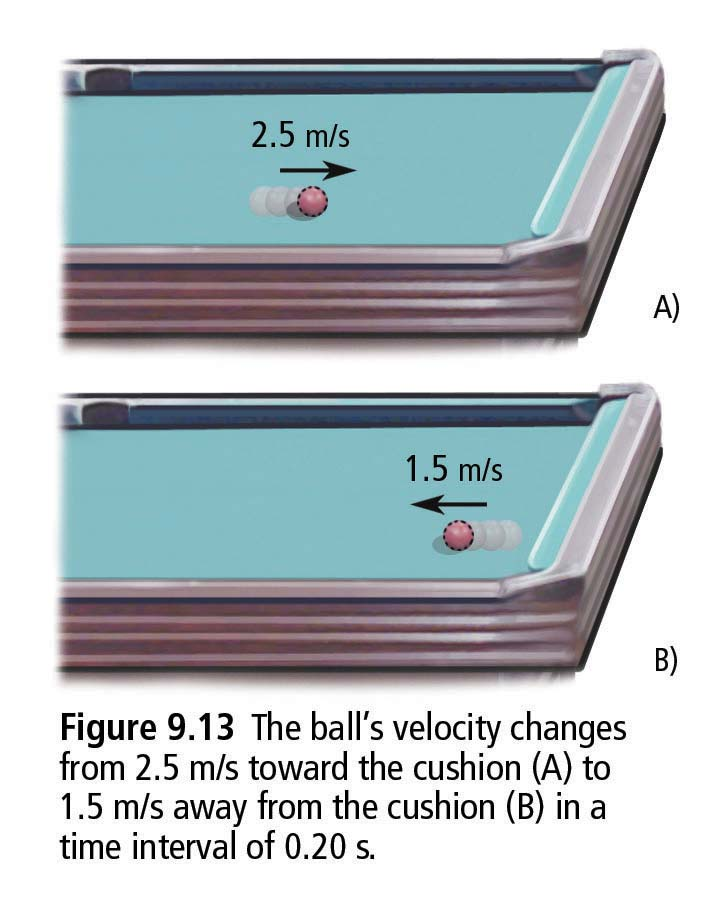 2.5 m/s
A)
1.5 m/s
B)
Figure 9.13 The ball's velocity changes
from 2.5 m/s toward the cushion (A) to
1.5 m/s away from the cushion (B) in a
time interval of 0.20 s.